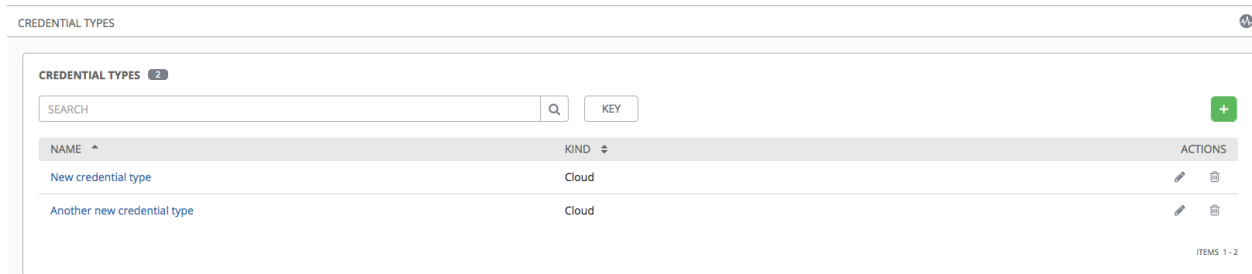 CREDENTIAL TYPES
CREDENTIAL TYPES 2
SEARCH KEY +
NAME KIND ACTIONS
New credential type Cloud
Another new credential type Cloud
ITEMS 1 - 2